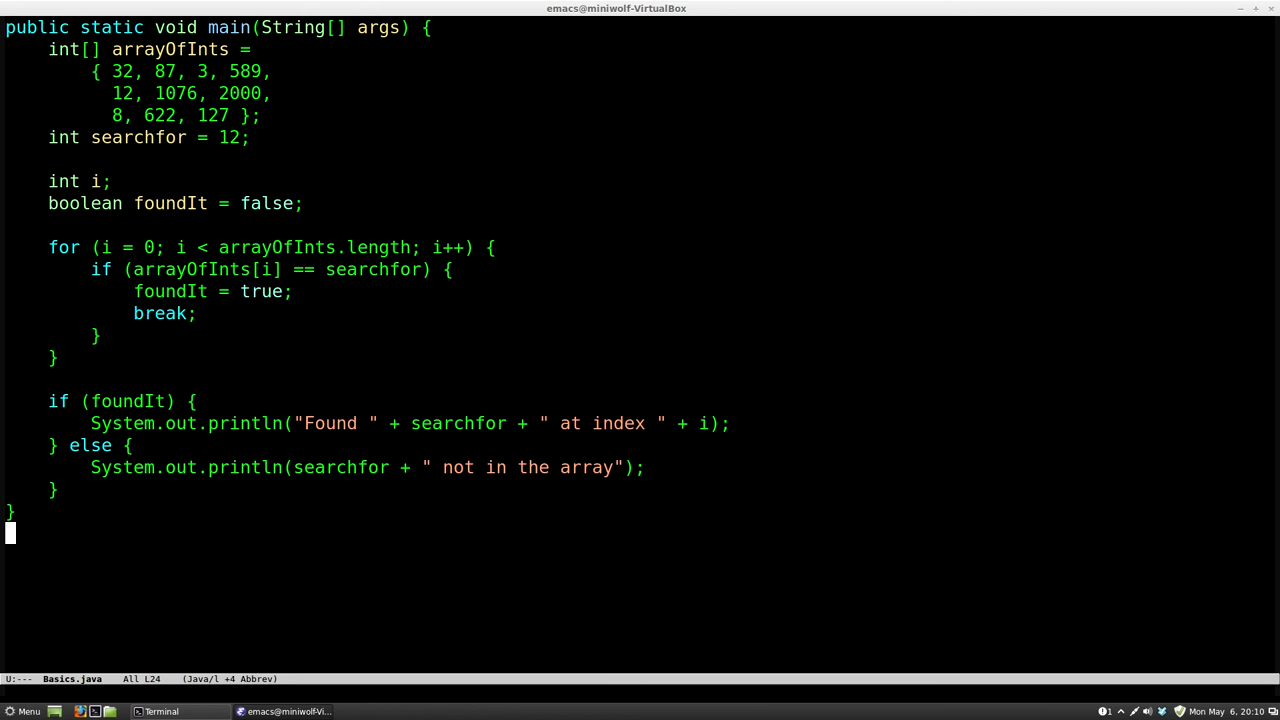 emacs@miniwolf-VirtualBox
public static void main(String[] args) {
    int[] arrayOfInts =
        { 32, 87, 3, 589,
          12, 1076, 2000,
          8, 622, 127 };
    int searchfor = 12;

    int i;
    boolean foundIt = false;

    for (i = 0; i < arrayOfInts.length; i++) {
        if (arrayOfInts[i] == searchfor) {
            foundIt = true;
            break;
        }
    }

    if (foundIt) {
        System.out.println("Found " + searchfor + " at index " + i);
    } else {
        System.out.println(searchfor + " not in the array");
    }
}
U:--- Basics.java All L24 (Java/l +4 Abbrev)
Menu Terminal emacs@miniwolf-Vi... 1 Mon May 6, 20:10